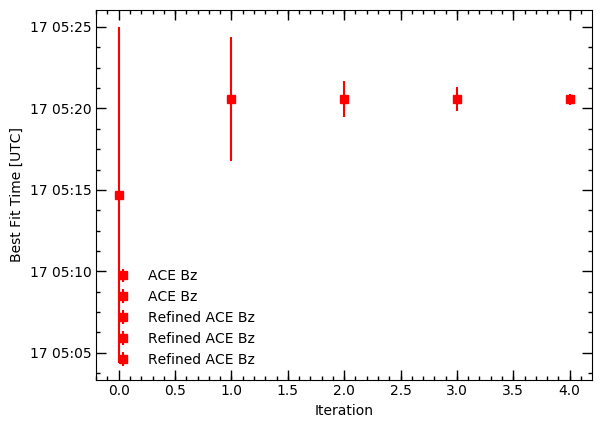 17 05:25
17 05:20
17 05:15
17 05:10
17 05:05
Best Fit Time [UTC]
ACE Bz
ACE Bz
Refined ACE Bz
Refined ACE Bz
Refined ACE Bz
0.0 0.5 1.0 1.5 2.0 2.5 3.0 3.5 4.0
Iteration